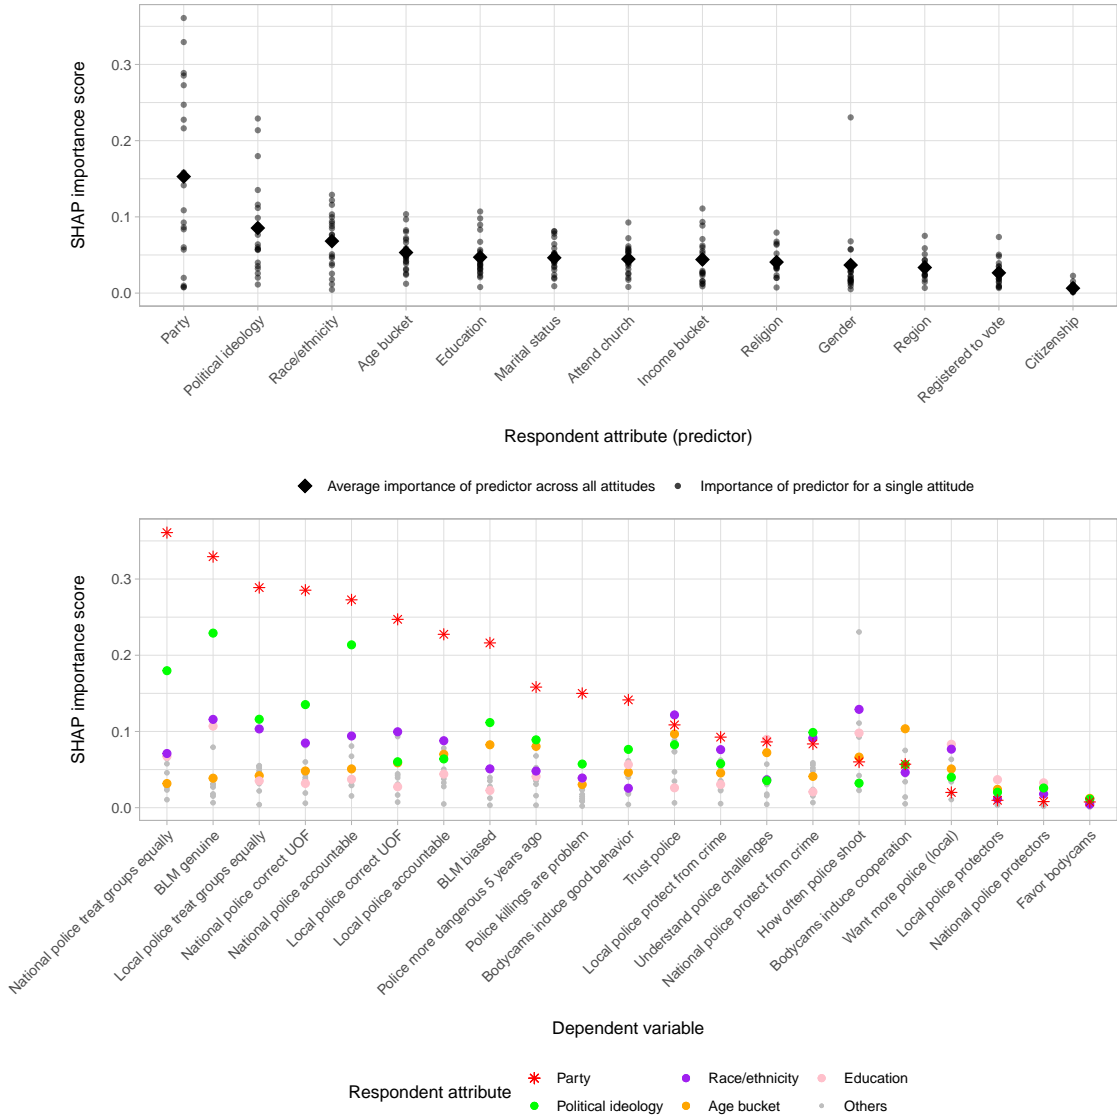 SHAP importance score
0.3
0.2
0.1
0.0
Party
Political ideology
Race/ethnicity
Age bucket
Education
Marital status
Attend church
Income bucket
Religion
Gender
Region
Registered to vote
Citizenship
Respondent attribute (predictor)
Average importance of predictor across all attitudes
Importance of predictor for a single attitude
SHAP importance score
0.3
0.2
0.1
0.0
National police treat groups equally
BLM genuine
Local police treat groups equally
National police correct UOF
National police accountable
Local police correct UOF
Local police accountable
BLM biased
Police more dangerous 5 years ago
Police killings are problem
Bodycams induce good behavior
Trust police
Local police protect from crime
Understand police challenges
National police protect from crime
How often police shoot
Bodycams induce cooperation
Want more police (local)
Local police protectors
National police protectors
Favor bodycams
Dependent variable
Respondent attribute
Party
Race/ethnicity
Education
Political ideology
Age bucket
Others